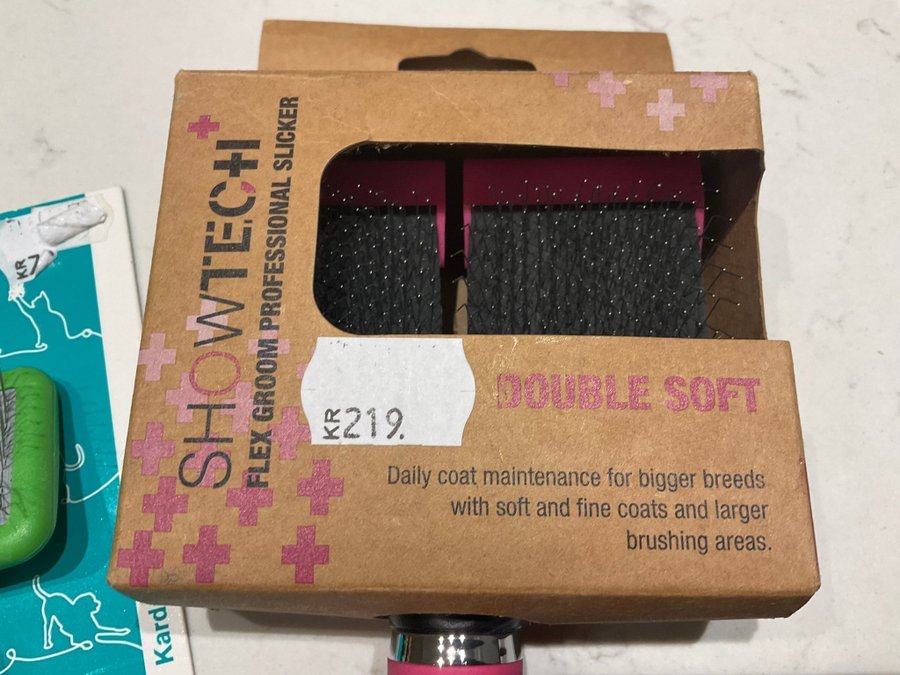 SHOWTECH
FLEX GROOM PROFESSIONAL SLICKER
KR219.
DOUBLE SOFT
Daily coat maintenance for bigger breeds
with soft and fine coats and larger
brushing areas.
KR7
Kard